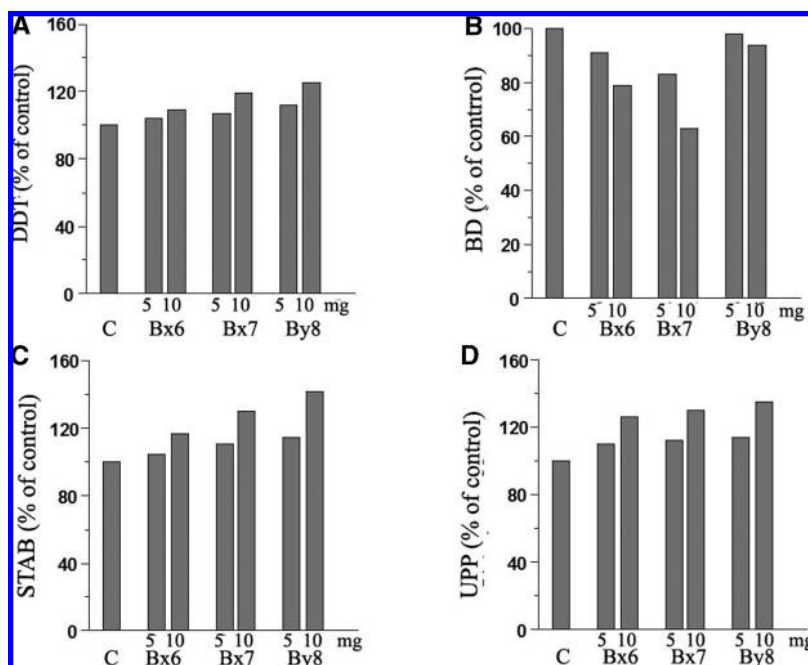 A
DDT (% of control)
160
120
80
40
0
5 10 5 10 5 10 mg
C Bx6 Bx7 By8
B
BD (% of contrrol)
100
80
60
40
20
0
5 10 5 10 5 10 mg
C Bx6 Bx7 By8
C
STAB (% of control)
160
120
80
40
0
5 10 5 10 5 10 mg
C Bx6 Bx7 By8
D
UPP (% of control)
160
120
80
40
0
5 10 5 10 5 10 mg
C Bx6 Bx7 By8